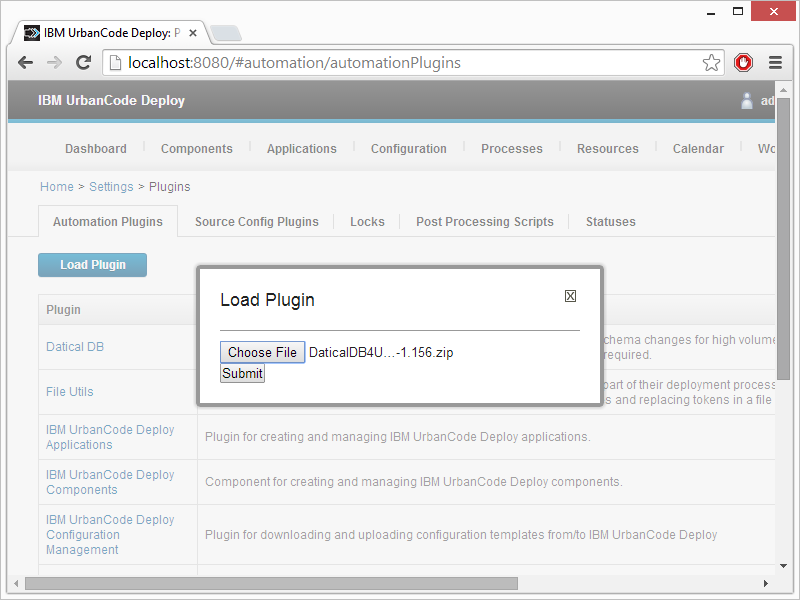 IBM UrbanCode Deploy: P
localhost:8080/#automation/automationPlugins
IBM UrbanCode Deploy
ad
Dashboard Components Applications Configuration Processes Resources Calendar Wo
Home > Settings > Plugins
Automation Plugins Source Config Plugins Locks Post Processing Scripts Statuses
Load Plugin
Load Plugin
Choose File DaticalDB4U...-1.156.zip
Submit
Plugin
Datical DB
chema changes for high volume
required.
File Utils
part of their deployment process
s and replacing tokens in a file
IBM UrbanCode Deploy
Applications
Plugin for creating and managing IBM UrbanCode Deploy applications.
IBM UrbanCode Deploy
Components
Component for creating and managing IBM UrbanCode Deploy components.
IBM UrbanCode Deploy
Configuration
Management
Plugin for downloading and uploading configuration templates from/to IBM UrbanCode Deploy